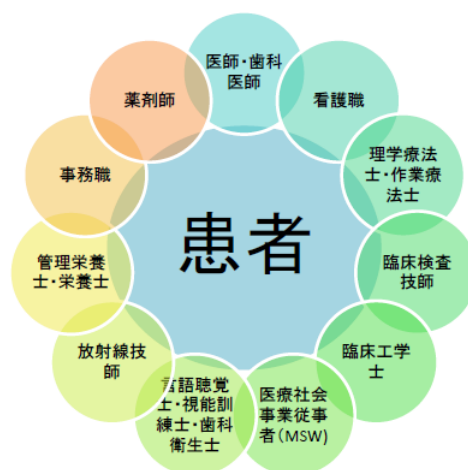 医師・歯科
医師
看護職
理学療法
士・作業療
法士
臨床検査
技師
臨床工学
士
医療社会
事業従事
者(MSW)
言語聴覚
士・視能訓
練士・歯科
衛生士
放射線技
師
管理栄養
士・栄養士
事務職
薬剤師
患者